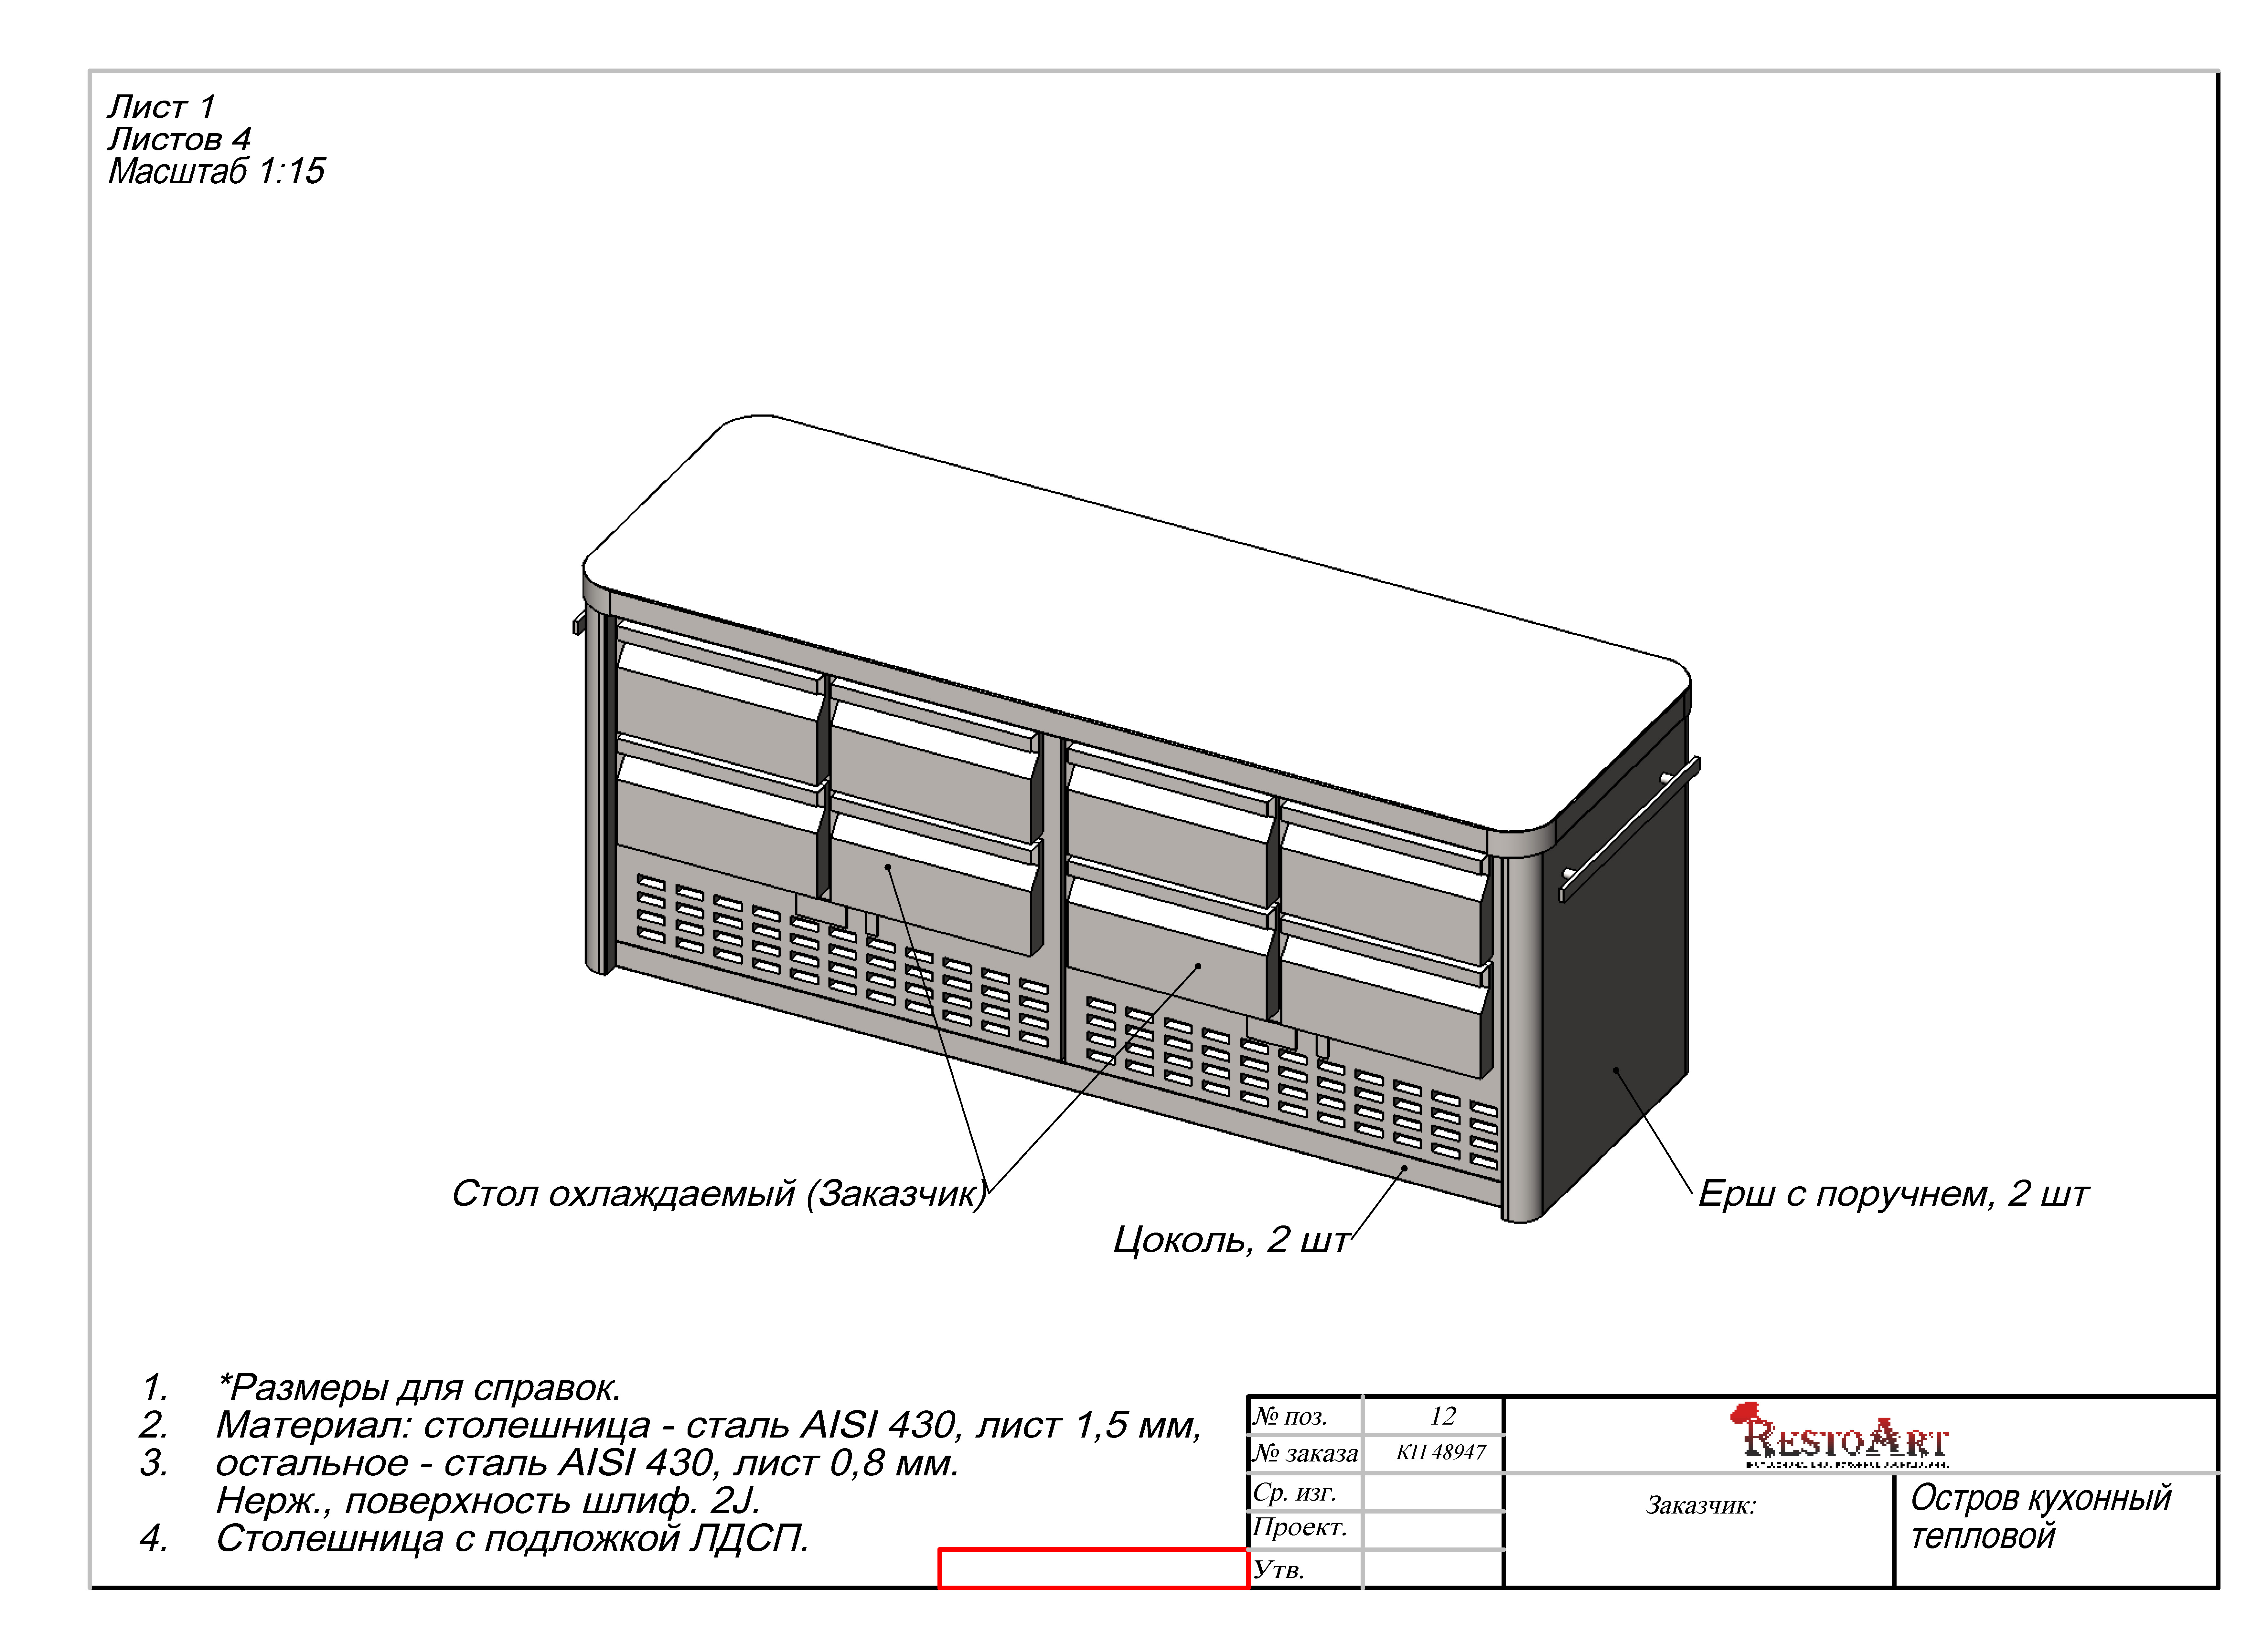 Лист 1
Листов 4
Масштаб 1:15
Стол охлаждаемый (Заказчик)
Ерш с поручнем, 2 шт
Цоколь, 2 шт
1. *Размеры для справок.
2. Материал: столешница - сталь AISI 430, лист 1,5 мм,
3. остальное - сталь AISI 430, лист 0,8 мм.
Нерж., поверхность шлиф. 2J.
4. Столешница с подложкой ЛДСП.
№ поз. 12
№ заказа КП 48947
Ср. изг.
Проект.
Утв.
RESTOART
Заказчик:
Остров кухонный
тепловой